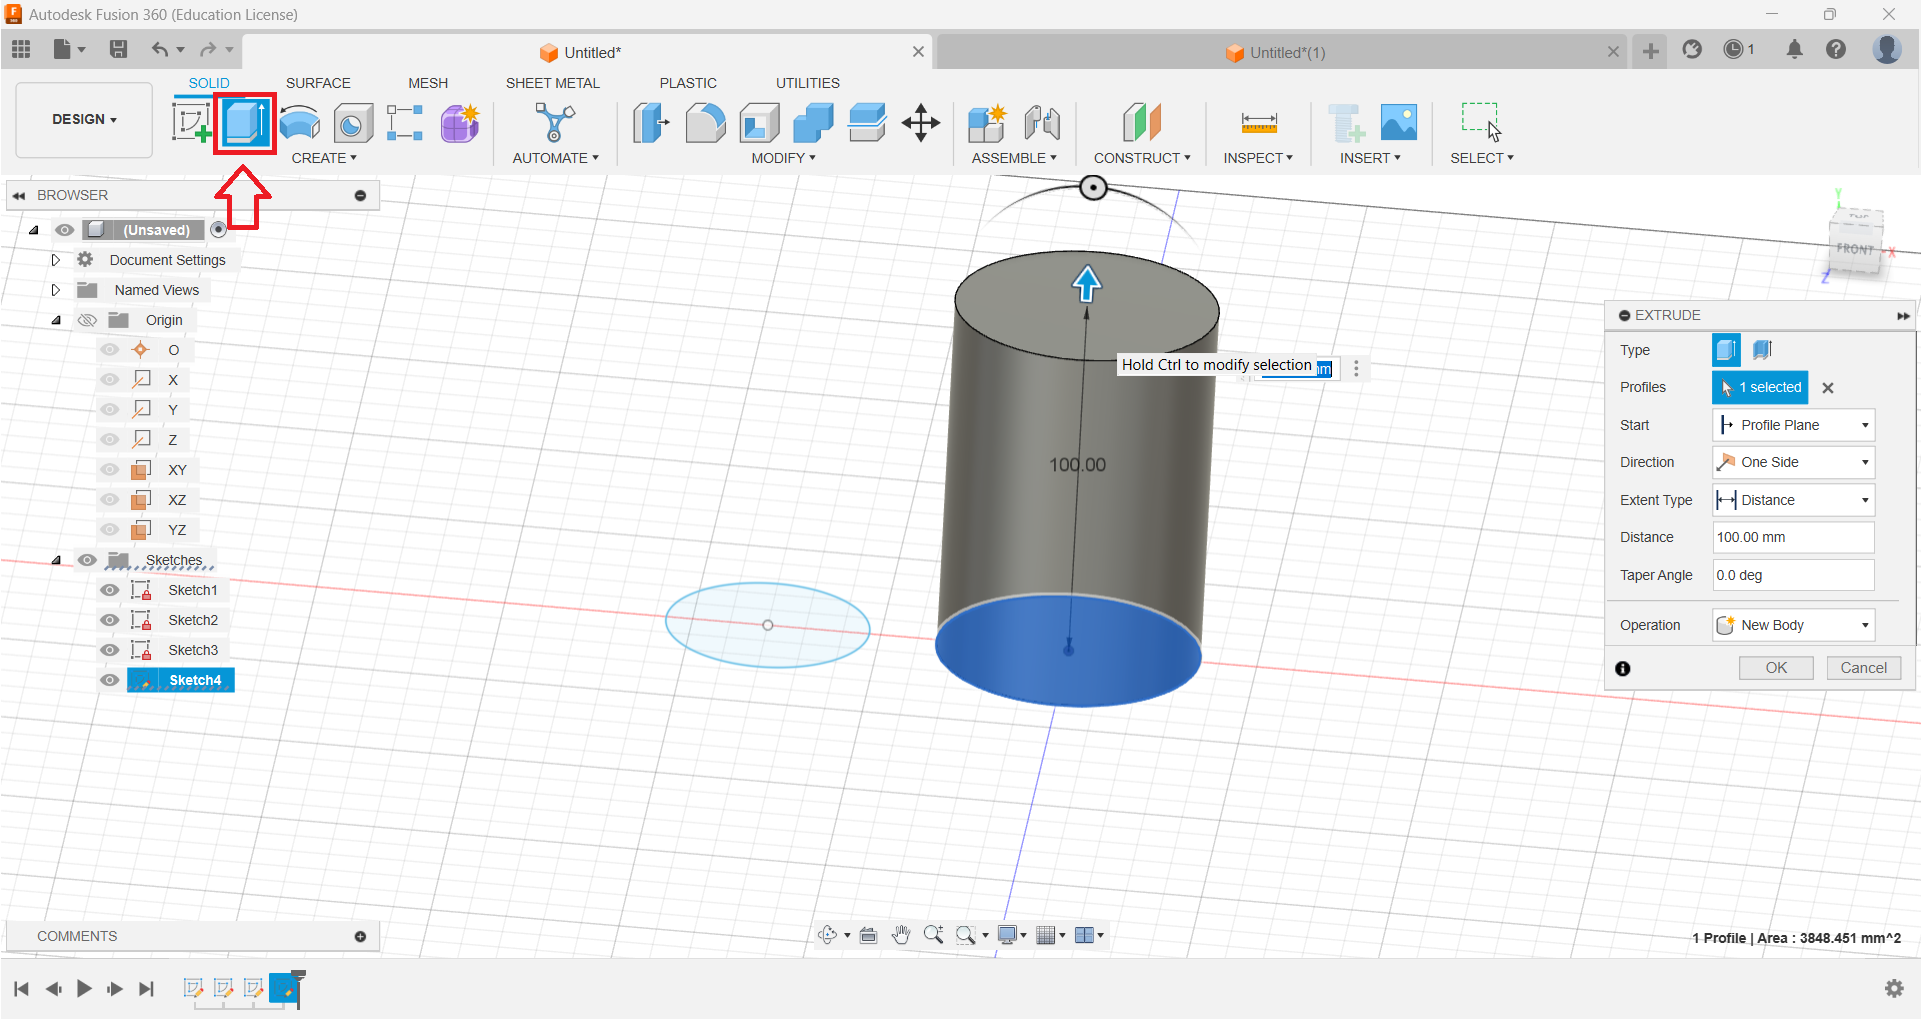 Autodesk Fusion 360 (Education License)
1
Untitled*
Untitled*(1)
DESIGN
SOLID
SURFACE
MESH
SHEET METAL
PLASTIC
UTILITIES
CREATE
AUTOMATE
MODIFY
ASSEMBLE
CONSTRUCT
INSPECT
INSERT
SELECT
BROWSER
(Unsaved)
Document Settings
Named Views
Origin
O
X
Y
Z
XY
XZ
YZ
Sketches
Sketch1
Sketch2
Sketch3
Sketch4
Hold Ctrl to modify selection
100.00
Y
TOP
FRONT
X
Z
EXTRUDE
Type
Profiles 1 selected
Start Profile Plane
Direction One Side
Extent Type Distance
Distance 100.00 mm
Taper Angle 0.0 deg
Operation New Body
OK Cancel
COMMENTS
1 Profile | Area : 3848.451 mm^2